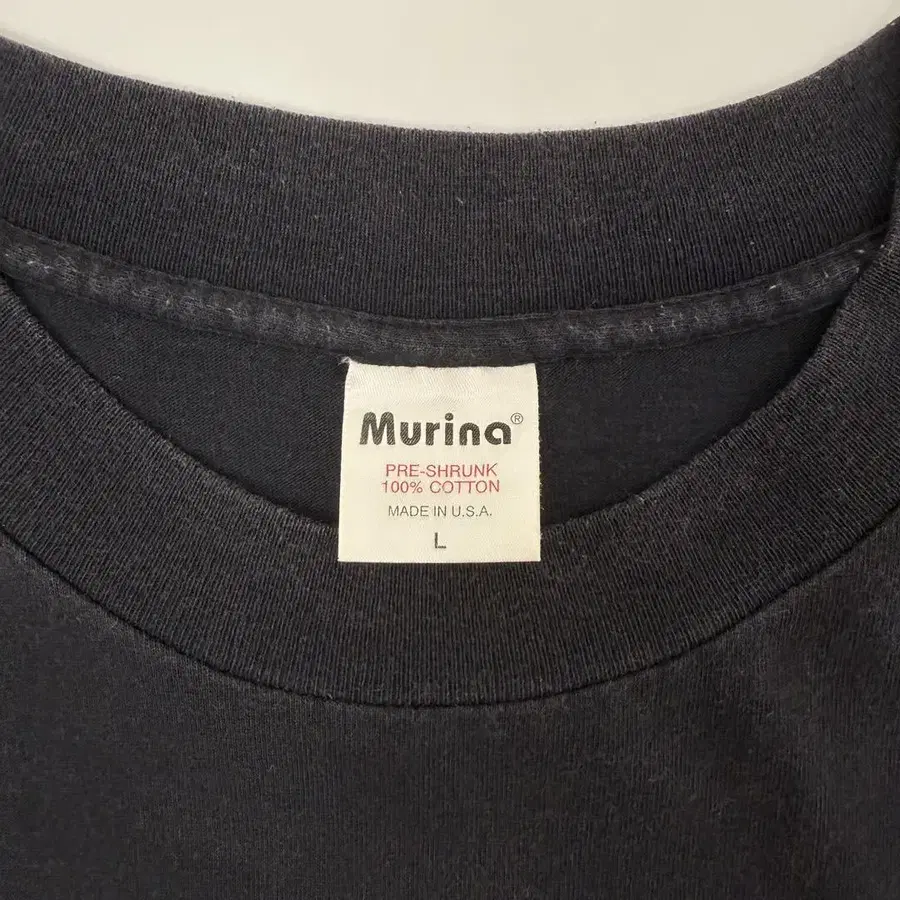 Murina®
PRE-SHRUNK
100% COTTON
MADE IN U.S.A.
L